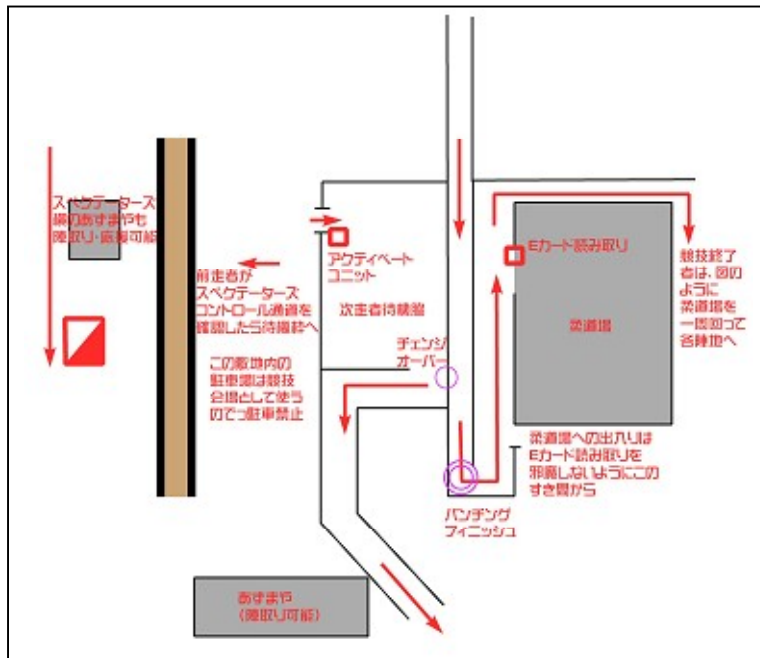 スペクテーターズ
横のあずまやも
陣取り・応援可能
前走者が
スペクテーターズ
コントロール通過を
確認したら待機枠へ
この敷地内の
駐車場は競技
会場として使う
のでっ駐車禁止
アクティベート
ユニット
次走者待機脇
チェンジ
オーバー
Eカード読み取り
柔道場
競技終了
者は、図の
ように
柔道場を
一周回って
各陣地へ
柔道場への出入りは
Eカード読み取りを
邪魔しないようにこの
すき間から
パンチング
フィニッシュ
あずまや
(陣取り可能)